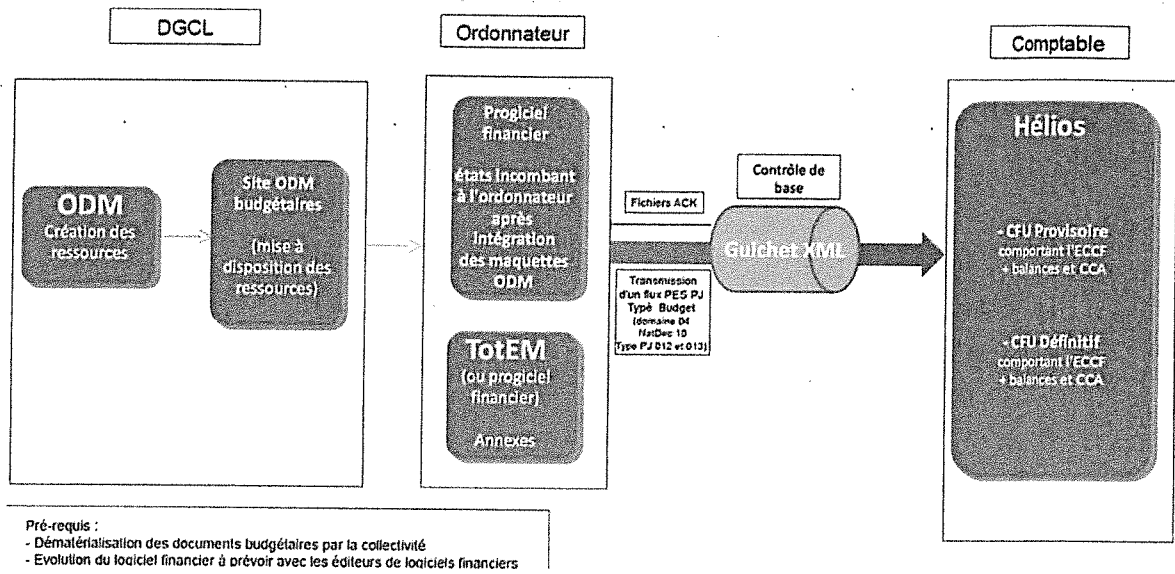 DGCL
Ordonnateur
Comptable
ODM
Création des
ressources
Site ODM
budgétaires
(mise à
disposition des
ressources)
Progiciel
financier
états incombant
à l'ordonnateur
après
intégration
des maquettes
ODM
TotEM
(ou progiciel
financier)
Annexes
Fichiers ACK
Transmission
d'un flux PES PJ
Type Budget
(domaine 04
NatDec 10
Type PJ 012 et 013)
Contrôle de
base
Guichet XML
Hélios
- CFU Provisoire
comportant l'ECCF
+ balances et CCA
- CFU Définitif
comportant l'ECCF
+ balances et CCA
Pré-requis :
- Dématérialisation des documents budgétaires par la collectivité
- Evolution du logiciel financier à prévoir avec les éditeurs de logiciels financiers